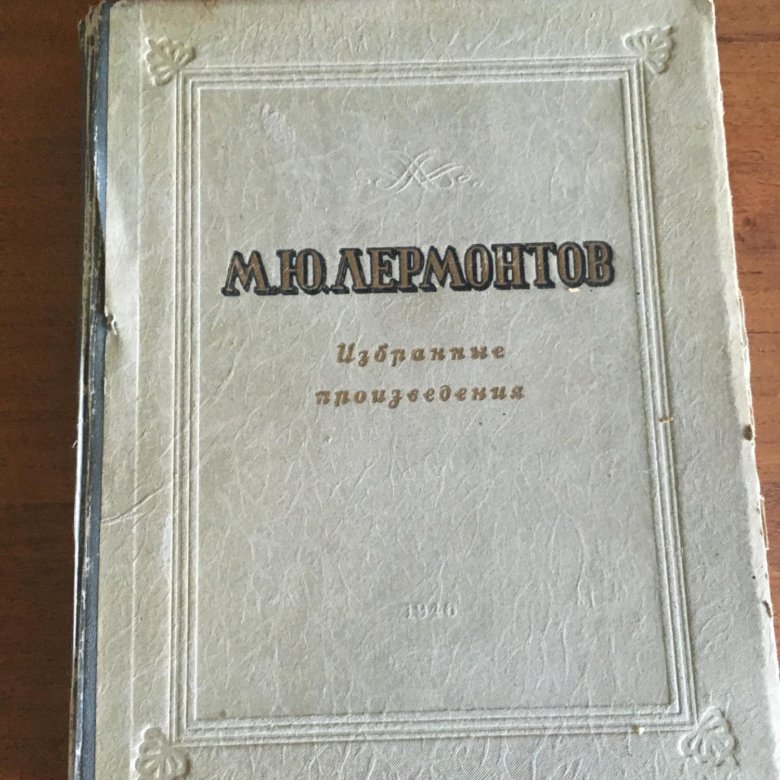 М.Ю.ЛЕРМОНТОВ
Избранные
произведения
1946